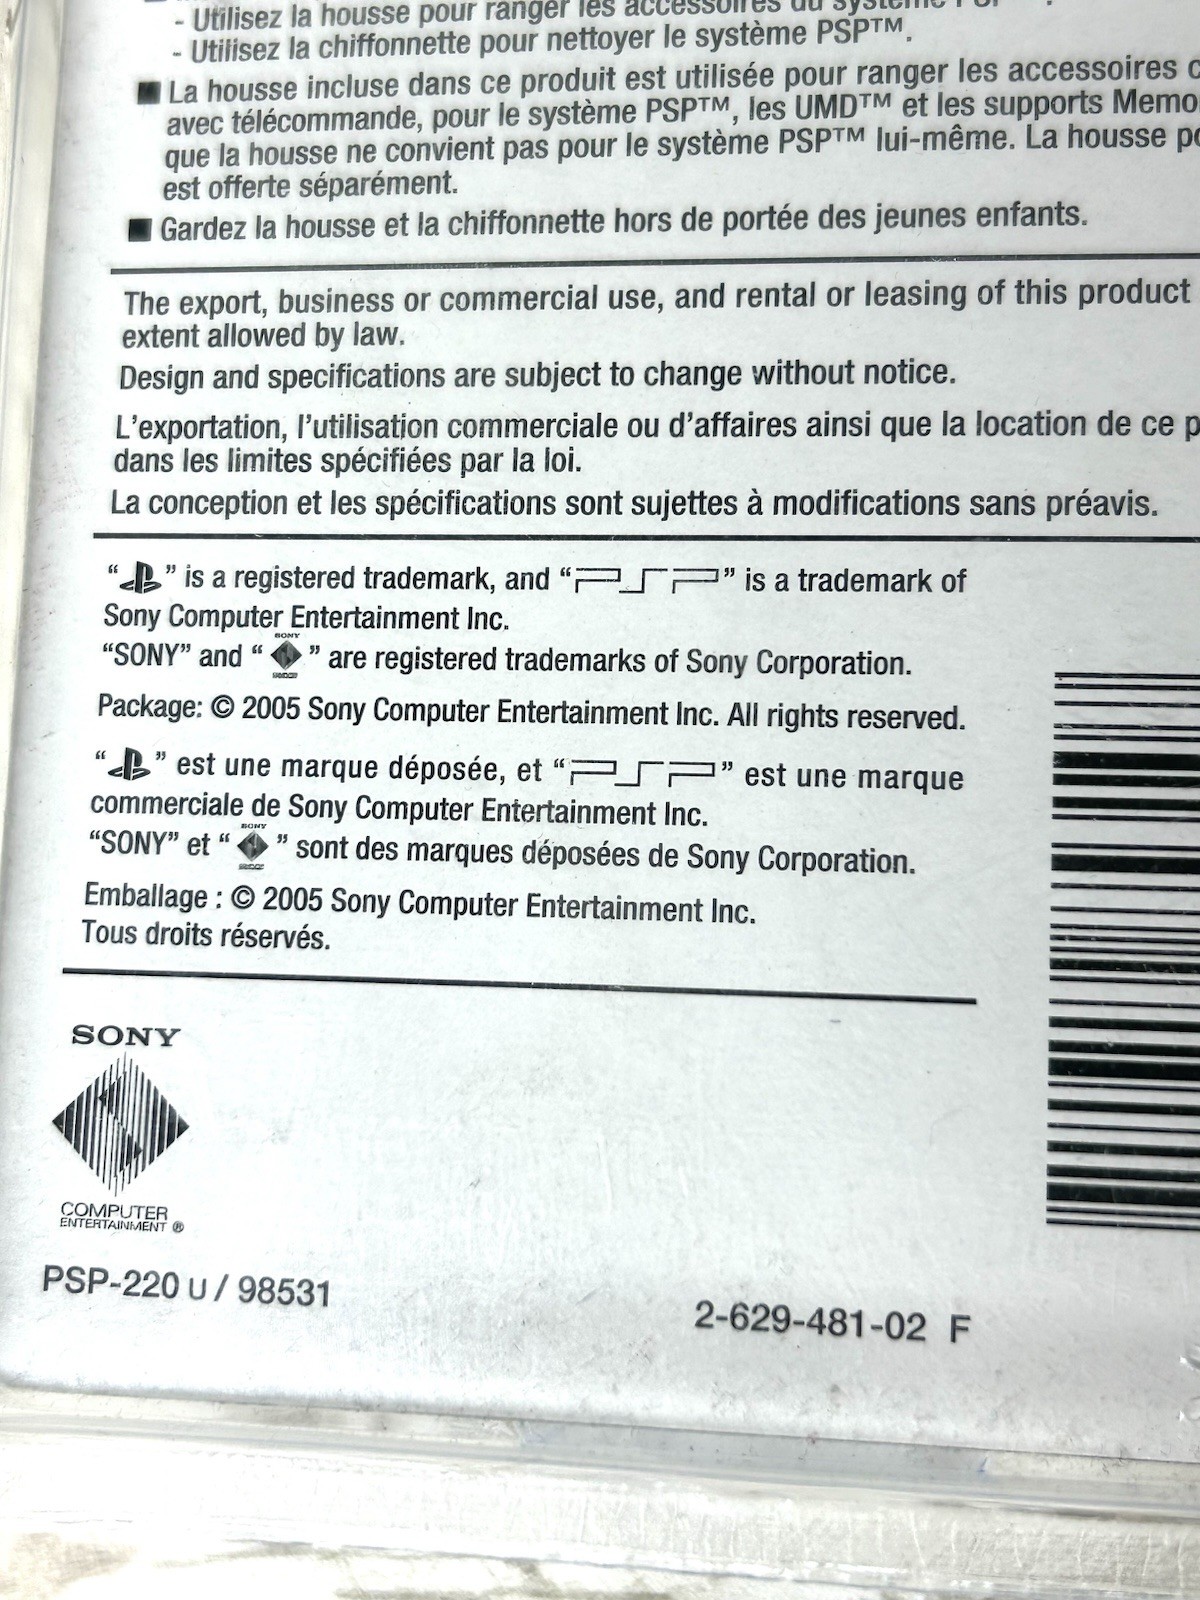 - Utilisez la housse pour ranger les accessoires du système PSP™.
- Utilisez la chiffonnette pour nettoyer le système PSP™.
■ La housse incluse dans ce produit est utilisée pour ranger les accessoires
avec télécommande, pour le système PSP™, les UMD™ et les supports
que la housse ne convient pas pour le système PSP™ lui-même. La housse
est offerte séparément.
■ Gardez la housse et la chiffonnette hors de portée des jeunes enfants.
The export, business or commercial use, and rental or leasing of this product
extent allowed by law.
Design and specifications are subject to change without notice.
L'exportation, l'utilisation commerciale ou d'affaires ainsi que la location de ce
dans les limites spécifiées par la loi.
La conception et les spécifications sont sujettes à modifications sans préavis.
“ ” is a registered trademark, and “PSP” is a trademark of
Sony Computer Entertainment Inc.
“SONY” and “ ” are registered trademarks of Sony Corporation.
Package: © 2005 Sony Computer Entertainment Inc. All rights reserved.
“ ” est une marque déposée, et “PSP” est une marque
commerciale de Sony Computer Entertainment Inc.
“SONY” et “ ” sont des marques déposées de Sony Corporation.
Emballage : © 2005 Sony Computer Entertainment Inc.
Tous droits réservés.
SONY
COMPUTER
ENTERTAINMENT ®
PSP-220 U / 98531
2-629-481-02 F